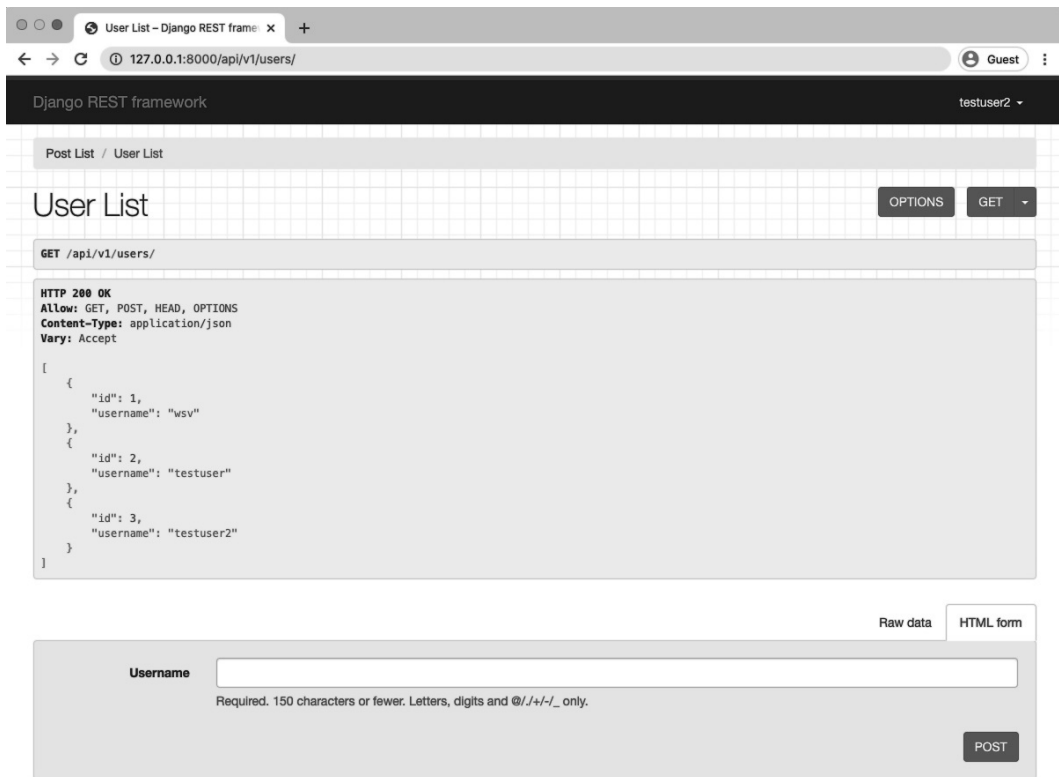 User List – Django REST frame
127.0.0.1:8000/api/v1/users/
Guest
Django REST framework
testuser2
Post List / User List
User List
OPTIONS
GET
GET /api/v1/users/
HTTP 200 OK
Allow: GET, POST, HEAD, OPTIONS
Content-Type: application/json
Vary: Accept
[
    {
        "id": 1,
        "username": "wsv"
    },
    {
        "id": 2,
        "username": "testuser"
    },
    {
        "id": 3,
        "username": "testuser2"
    }
]
Raw data
HTML form
Username
Required. 150 characters or fewer. Letters, digits and @/./+/-/_ only.
POST